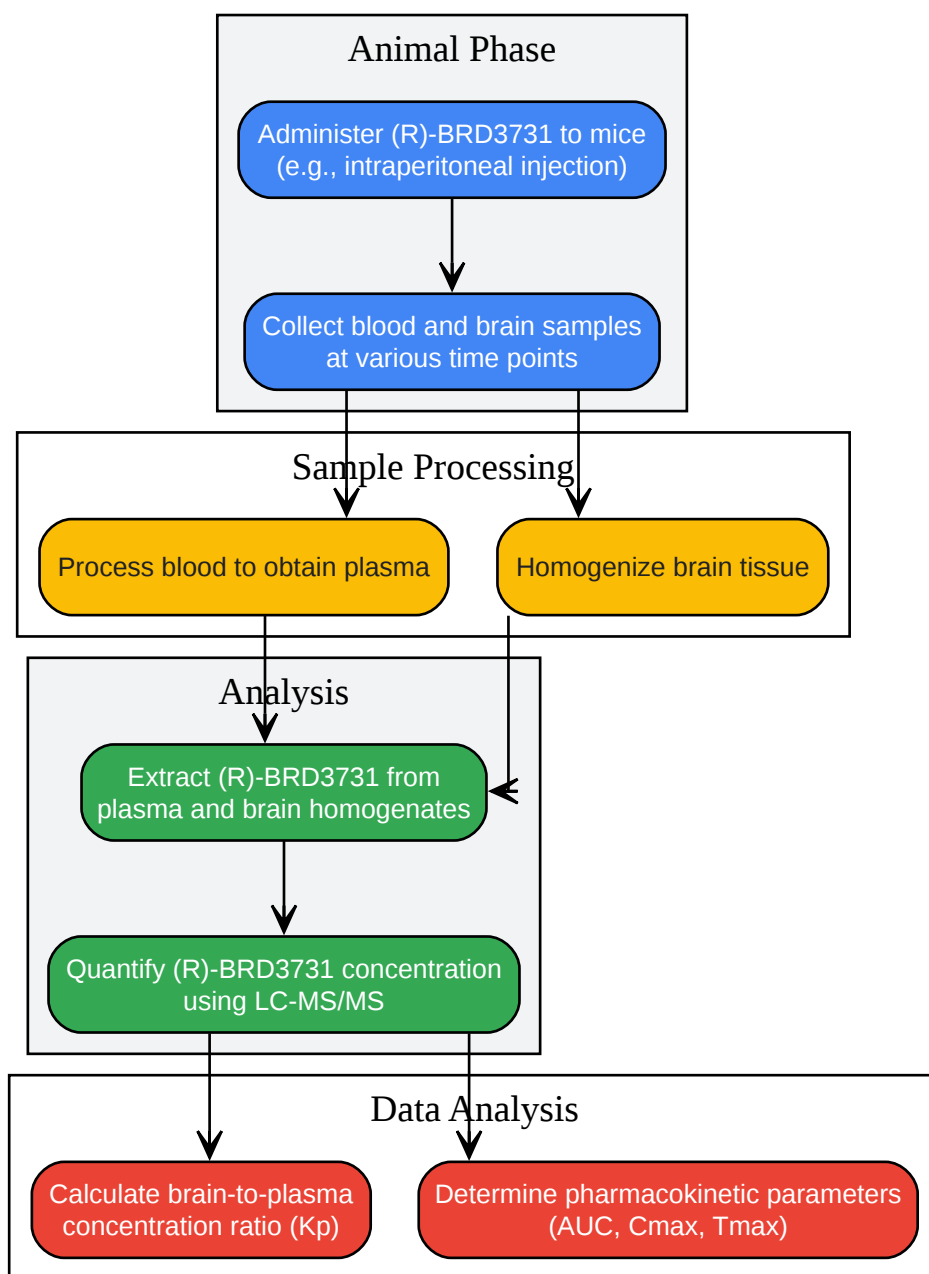 Animal Phase
Administer (R)-BRD3731 to mice
(e.g., intraperitoneal injection)
Collect blood and brain samples
at various time points
Sample Processing
Process blood to obtain plasma
Homogenize brain tissue
Analysis
Extract (R)-BRD3731 from
plasma and brain homogenates
Quantify (R)-BRD3731 concentration
using LC-MS/MS
Data Analysis
Calculate brain-to-plasma
concentration ratio (Kp)
Determine pharmacokinetic parameters
(AUC, Cmax, Tmax)